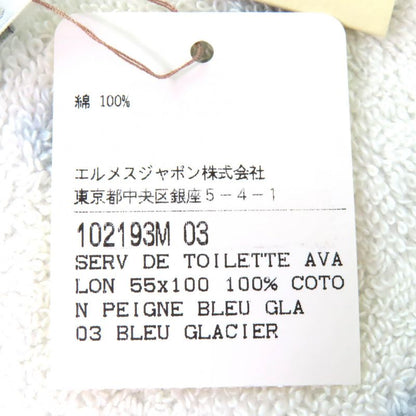 綿 100%
エルメスジャポン株式会社
東京都中央区銀座5-4-1
102193M 03
SERV DE TOILETTE AVA
LON 55x100 100% COTO
N PEIGNE BLEU GLA
03 BLEU GLACIER